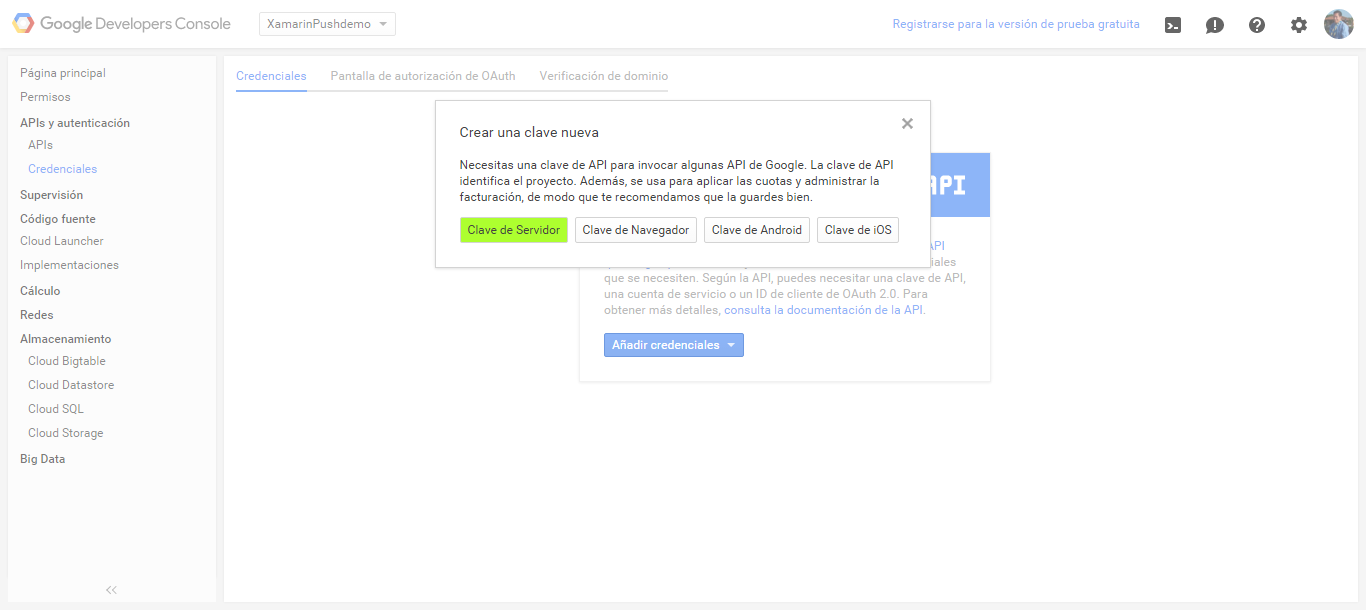 Google Developers Console
XamarinPushdemo
Registrarse para la versión de prueba gratuita
Página principal
Permisos
APIs y autenticación
APIs
Credenciales
Supervisión
Código fuente
Cloud Launcher
Implementaciones
Cálculo
Redes
Almacenamiento
Cloud Bigtable
Cloud Datastore
Cloud SQL
Cloud Storage
Big Data
Credenciales
Pantalla de autorización de OAuth
Verificación de dominio
Crear una clave nueva
Necesitas una clave de API para invocar algunas API de Google. La clave de API
identifica el proyecto. Además, se usa para aplicar las cuotas y administrar la
facturación, de modo que te recomendamos que la guardes bien.
Clave de Servidor
Clave de Navegador
Clave de Android
Clave de iOS
API
API
que se necesiten. Según la API, puedes necesitar una clave de API,
una cuenta de servicio o un ID de cliente de OAuth 2.0. Para
obtener más detalles, consulta la documentación de la API.
Añadir credenciales